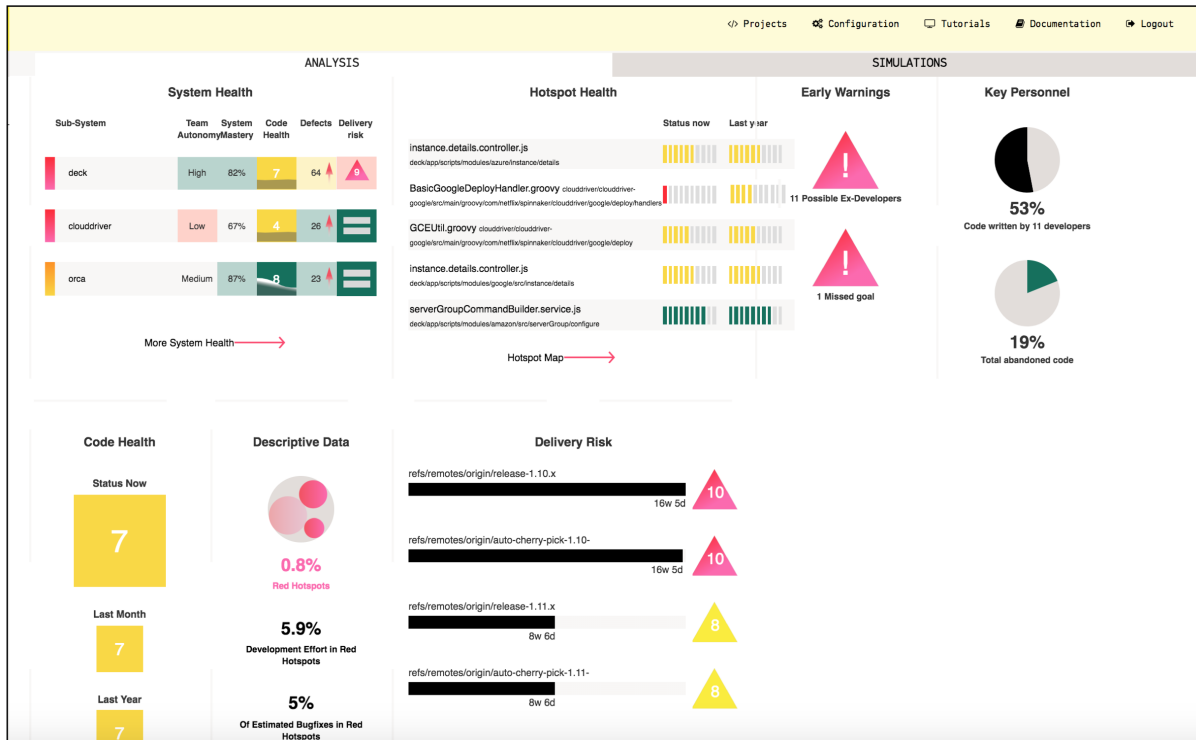 Projects Configuration Tutorials Documentation Logout
ANALYSIS SIMULATIONS
System Health
Sub-System Team Autonomy System Mastery Code Health Defects Delivery risk
deck High 82% 7 64 9
clouddriver Low 67% 4 26
orca Medium 87% 8 23
More System Health
Hotspot Health
Status now Last year
instance.details.controller.js
deck/app/scripts/modules/azure/instance/details
BasicGoogleDeployHandler.groovy clouddriver/clouddriver-
google/src/main/groovy/com/netflix/spinnaker/clouddriver/google/deploy/handlers
GCEUtil.groovy clouddriver/clouddriver-
google/src/main/groovy/com/netflix/spinnaker/clouddriver/google/deploy
instance.details.controller.js
deck/app/scripts/modules/google/src/instance/details
serverGroupCommandBuilder.service.js
deck/app/scripts/modules/amazon/src/serverGroup/configure
Hotspot Map
Early Warnings
!
11 Possible Ex-Developers
!
1 Missed goal
Key Personnel
53%
Code written by 11 developers
19%
Total abandoned code
Code Health
Status Now
7
Last Month
7
Last Year
7
Descriptive Data
0.8%
Red Hotspots
5.9%
Development Effort in Red
Hotspots
5%
Of Estimated Bugfixes in Red
Hotspots
Delivery Risk
refs/remotes/origin/release-1.10.x
10
16w 5d
refs/remotes/origin/auto-cherry-pick-1.10-
10
16w 5d
refs/remotes/origin/release-1.11.x
8
8w 6d
refs/remotes/origin/auto-cherry-pick-1.11-
8
8w 6d